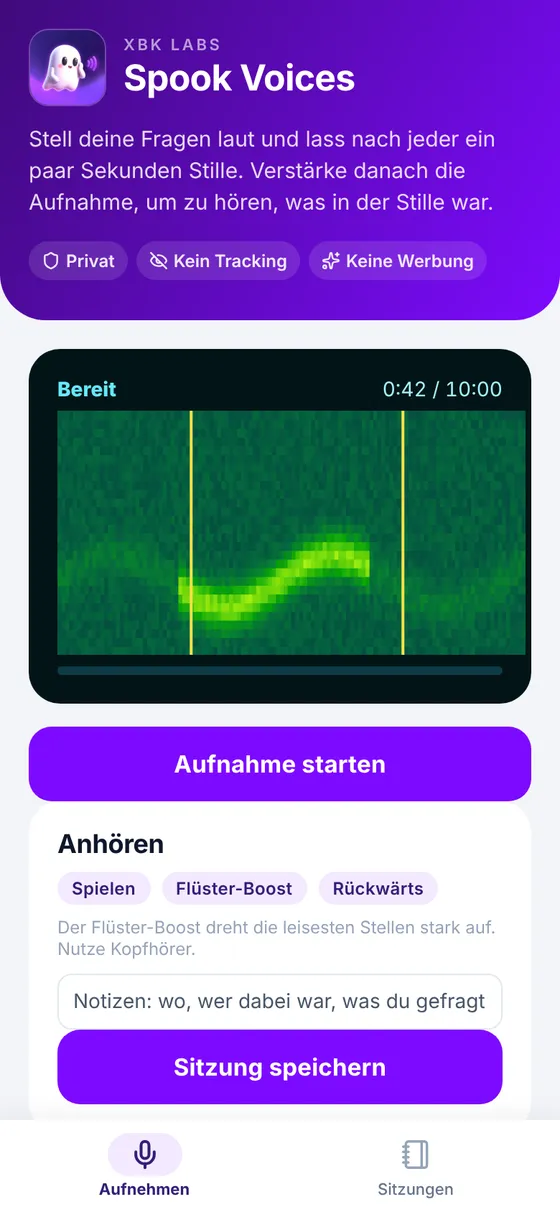 XBK LABS
Spook Voices
Stell deine Fragen laut und lass nach jeder ein
paar Sekunden Stille. Verstärke danach die
Aufnahme, um zu hören, was in der Stille war.
Privat
Kein Tracking
Keine Werbung
Bereit
0:42 / 10:00
Aufnahme starten
Anhören
Spielen
Flüster-Boost
Rückwärts
Der Flüster-Boost dreht die leisesten Stellen stark auf.
Nutze Kopfhörer.
Notizen: wo, wer dabei war, was du gefragt
Sitzung speichern
Aufnehmen
Sitzungen